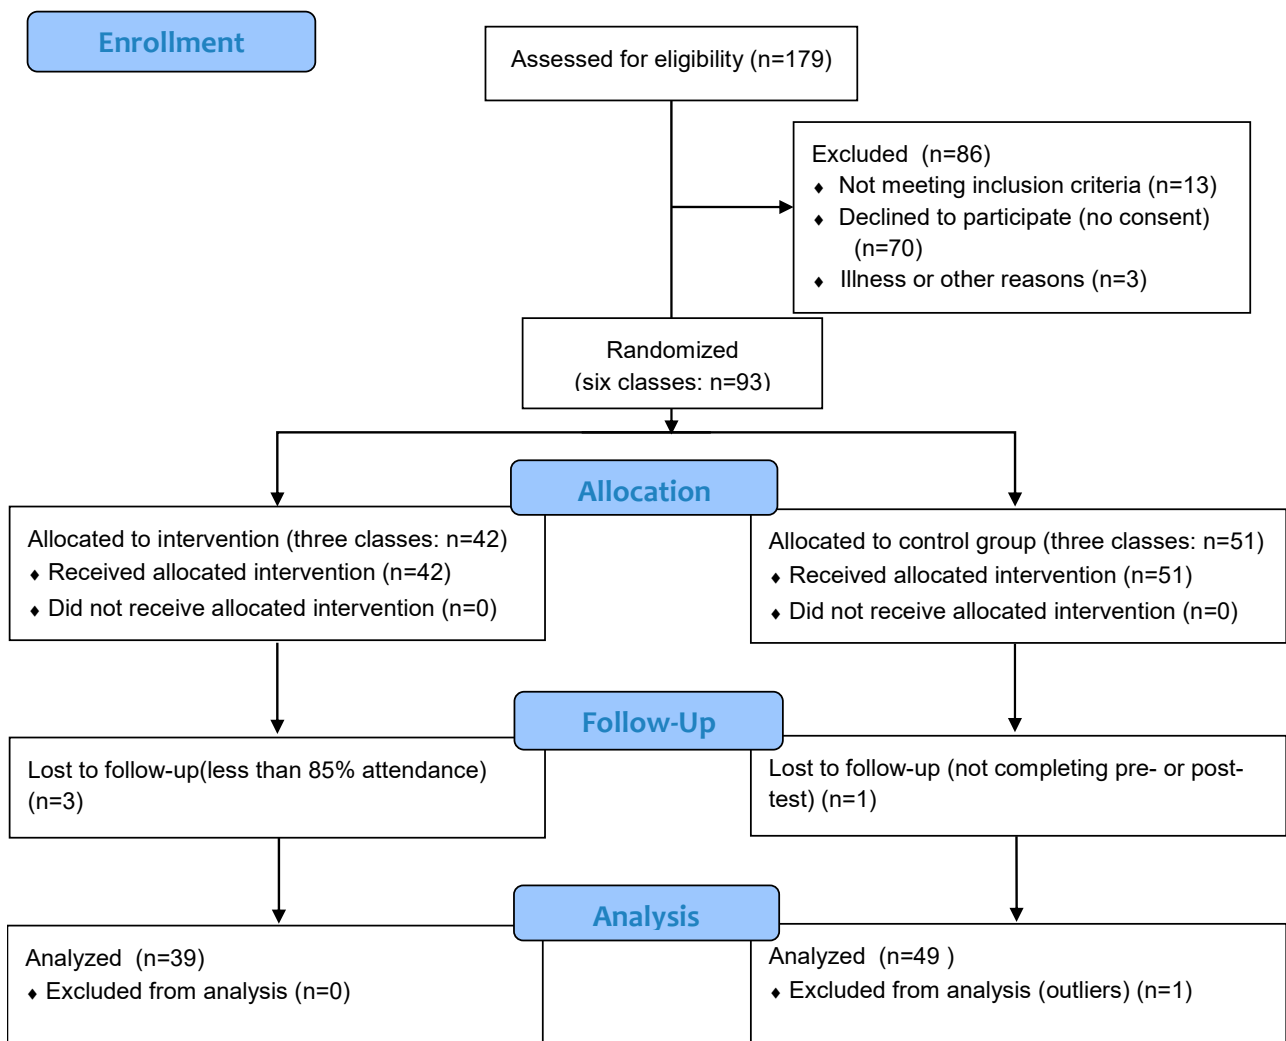 Enrollment
Assessed for eligibility (n=179)
Excluded  (n=86)
♦ Not meeting inclusion criteria (n=13)
♦ Declined to participate (no consent)
(n=70)
♦ Illness or other reasons (n=3)
Randomized
(six classes: n=93)
Allocation
Allocated to intervention (three classes: n=42)
♦ Received allocated intervention (n=42)
♦ Did not receive allocated intervention (n=0)
Allocated to control group (three classes: n=51)
♦ Received allocated intervention (n=51)
♦ Did not receive allocated intervention (n=0)
Follow-Up
Lost to follow-up(less than 85% attendance)
(n=3)
Lost to follow-up (not completing pre- or post-
test) (n=1)
Analysis
Analyzed  (n=39)
♦ Excluded from analysis (n=0)
Analyzed  (n=49 )
♦ Excluded from analysis (outliers) (n=1)